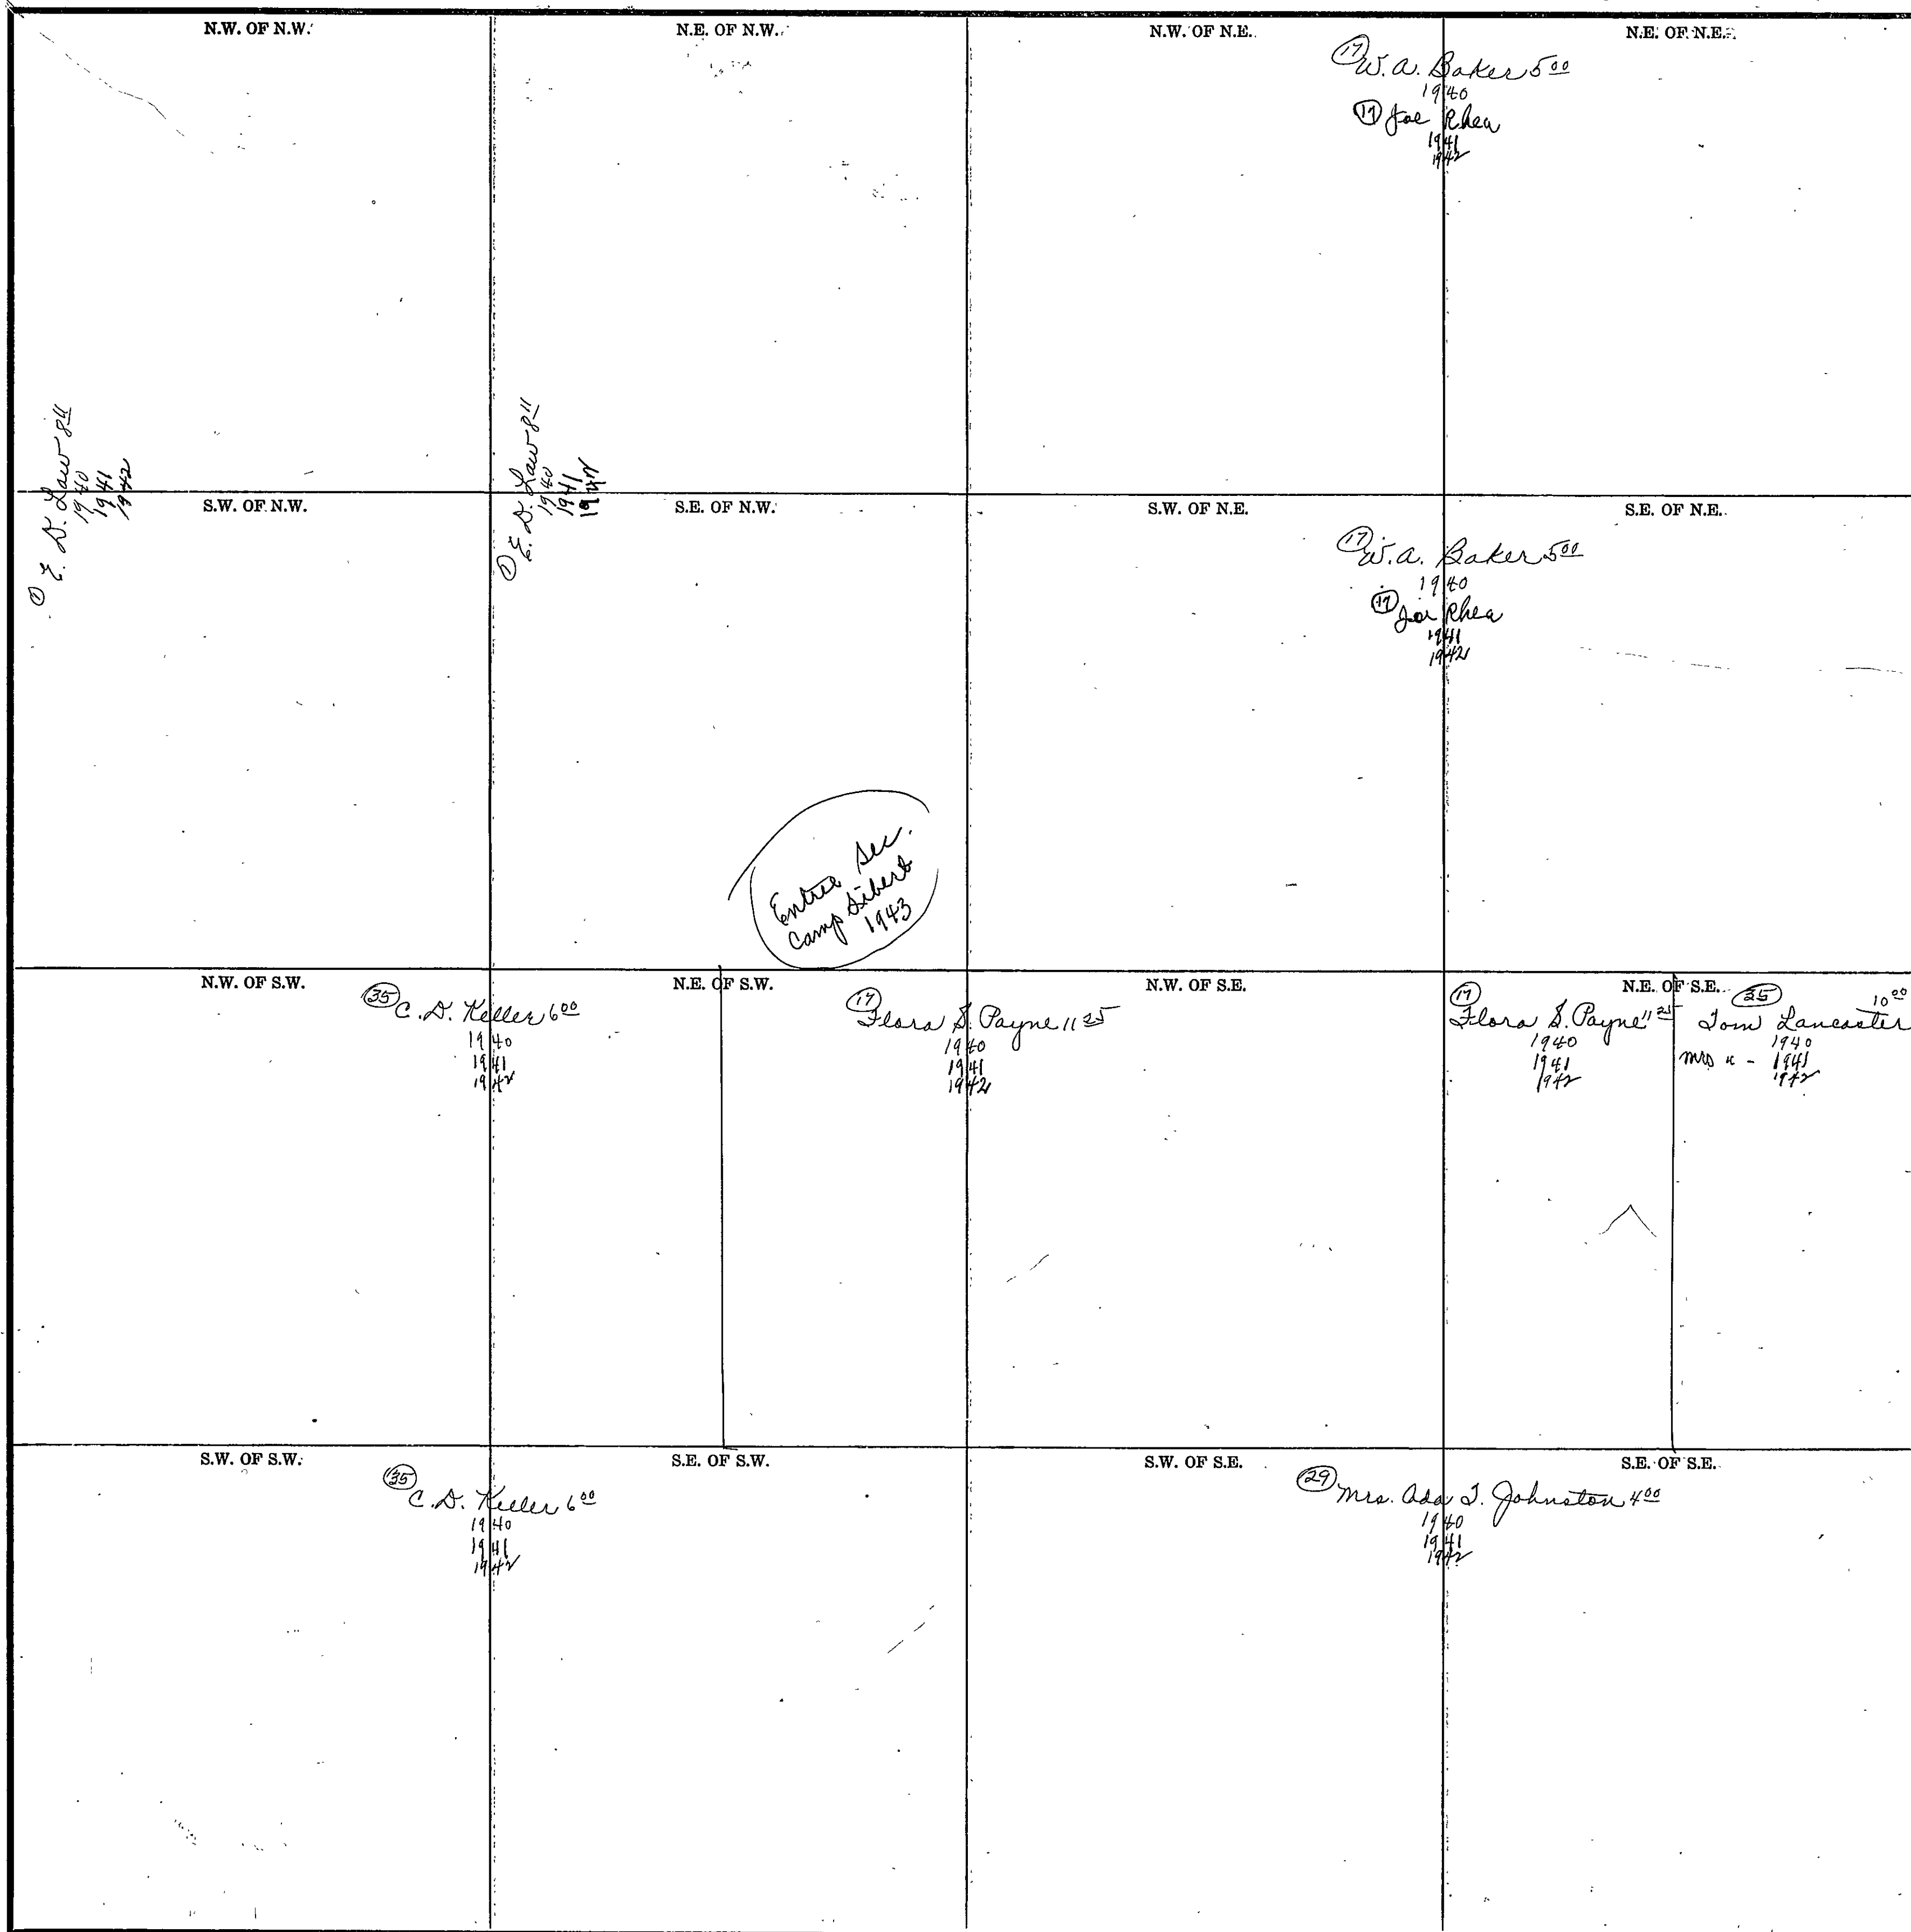 N.W. OF N.W.
N.E. OF N.W.
N.W. OF N.E.
N.E. OF N.E.
(17) W. A. Baker 5 00
1940
(17) Joe Rhea
1941
1942
(1) E. D. Law 8 11
1940
1941
1942
(1) E. D. Law 8 11
1940
1941
1942
S.W. OF N.W.
S.E. OF N.W.
S.W. OF N.E.
S.E. OF N.E.
(17) W. A. Baker 5 00
1940
(17) Joe Rhea
1941
1942
Entire Sec.
Camp Sibert
1943
N.W. OF S.W.
N.E. OF S.W.
N.W. OF S.E.
N.E. OF S.E.
(35) C. D. Keller 6 00
1940
1941
1942
(17) Flora S. Payne 11 25
1940
1941
1942
(17) Flora S. Payne 11 25
1940
1941
1942
(25) 10 00
Tom Lancaster
1940
Mrs " - 1941
1942
S.W. OF S.W.
S.E. OF S.W.
S.W. OF S.E.
S.E. OF S.E.
(35) C. D. Keller 6 00
1940
1941
1942
(29) Mrs. Ada T. Johnston 4 00
1940
1941
1942